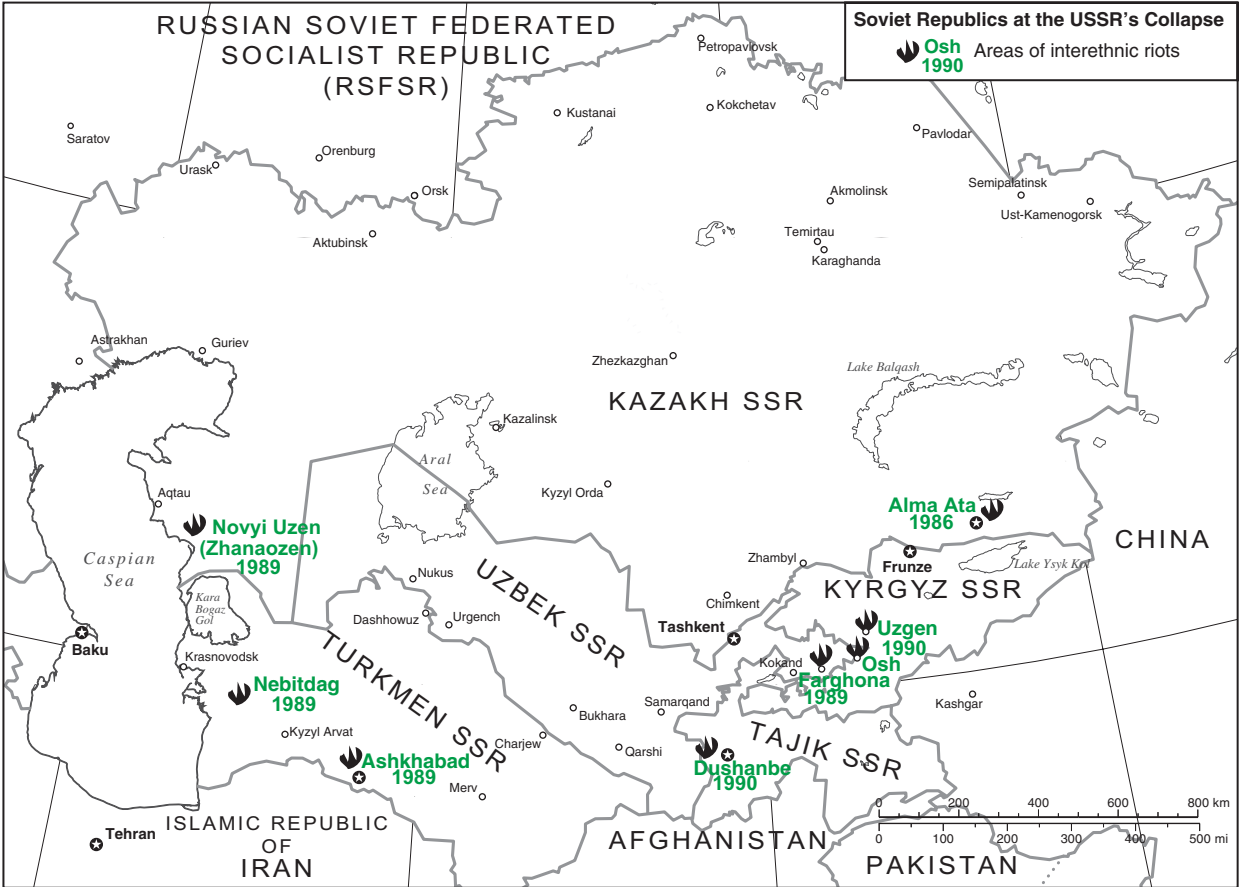 RUSSIAN SOVIET FEDERATED
SOCIALIST REPUBLIC
(RSFSR)
Soviet Republics at the USSR's Collapse
Osh
1990
Areas of interethnic riots
Petropavlovsk
Kokchetav
Kustanai
Pavlodar
Saratov
Orenburg
Urask
Orsk
Akmolinsk
Semipalatinsk
Ust-Kamenogorsk
Aktubinsk
Temirtau
Karaghanda
Astrakhan
Guriev
Zhezkazghan
Lake Balqash
KAZAKH SSR
Kazalinsk
Aral
Sea
Kyzyl Orda
Aqtau
Alma Ata
1986
Novyi Uzen
(Zhanaozen)
1989
CHINA
Caspian
Sea
Zhambyl
Frunze
Lake Ysyk Kol
Nukus
UZBEK SSR
KYRGYZ SSR
Kara
Bogaz
Gol
Chimkent
Dashhowuz
Urgench
Tashkent
Uzgen
1990
Baku
Osh
Krasnovodsk
TURKMEN SSR
Kokand
Farghona
1989
Nebitdag
1989
Samarqand
Kashgar
Bukhara
Kyzyl Arvat
Charjew
Qarshi
TAJIK SSR
Ashkhabad
1989
Dushanbe
1990
Merv
0 200 400 600 800 km
0 100 200 300 400 500 mi
ISLAMIC REPUBLIC
OF
IRAN
Tehran
AFGHANISTAN
PAKISTAN